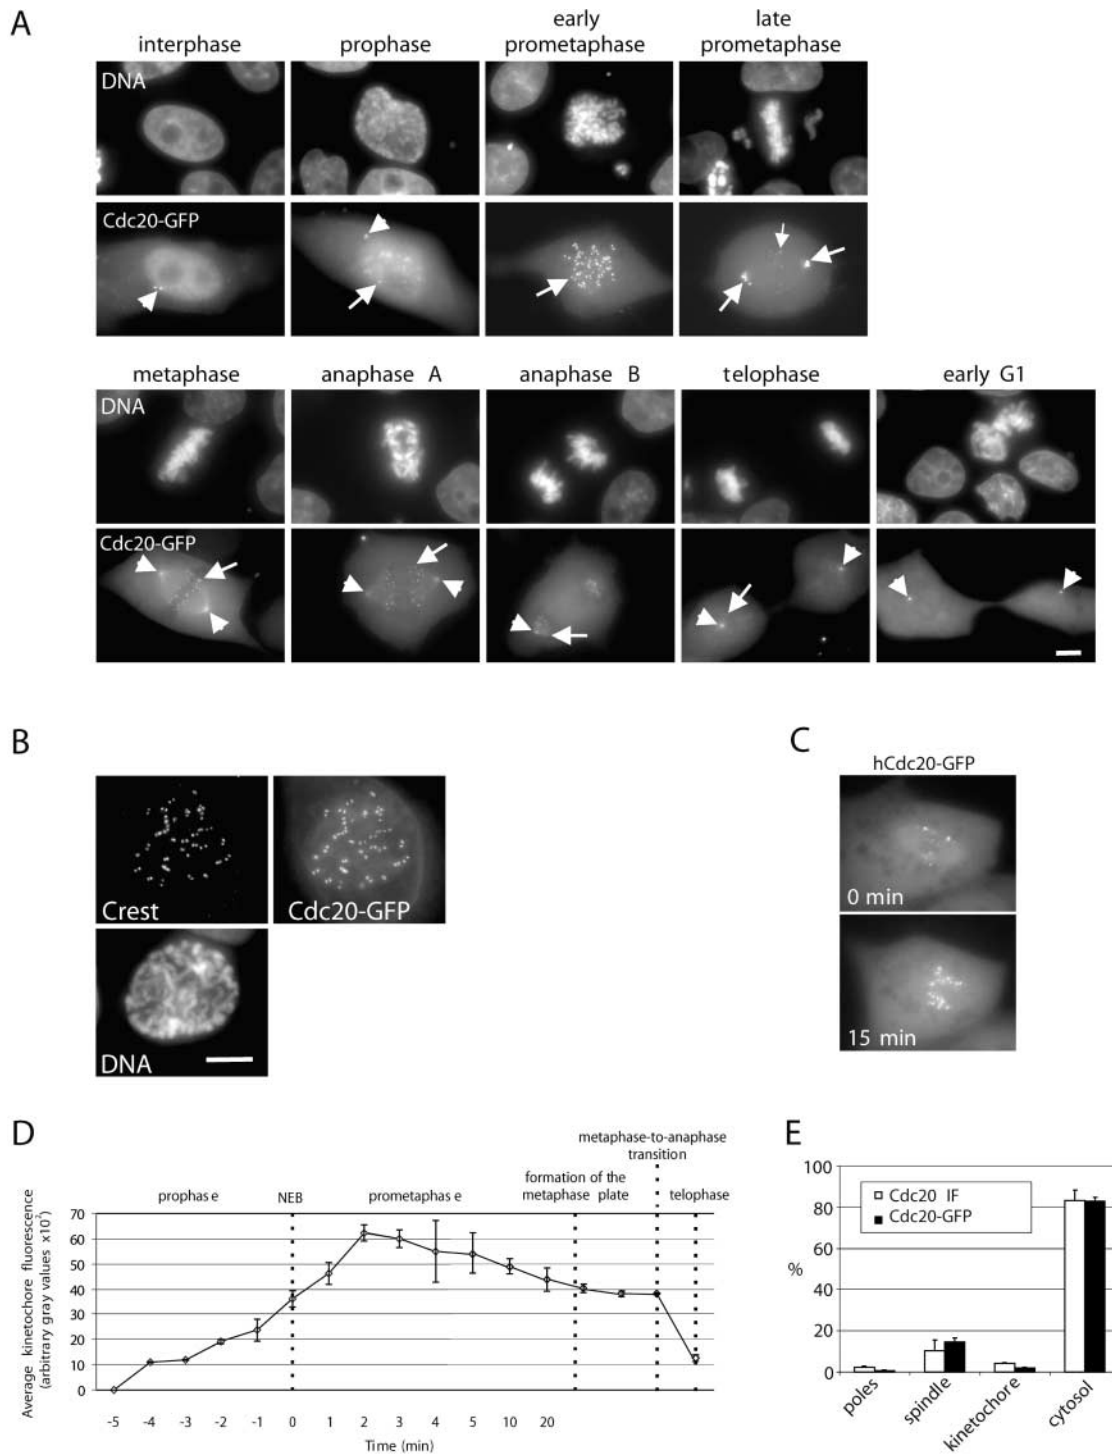 A
interphase
prophase
early
prometaphase
late
prometaphase
DNA
Cdc20-GFP
metaphase
anaphase A
anaphase B
telophase
early G1
DNA
Cdc20-GFP
B
Crest
Cdc20-GFP
DNA
C
hCdc20-GFP
0 min
15 min
D
metaphase-to-anaphase
transition
formation of the
metaphase plate
prophase
NEB
prometaphase
telophase
Average kinetochore fluorescence
(arbitrary gray values x10³)
70
60
50
40
30
20
10
0
-5 -4 -3 -2 -1 0 1 2 3 4 5 10 20
Time (min)
E
100
80
60
40
20
0
%
Cdc20 IF
Cdc20-GFP
poles
spindle
kinetochore
cytosol